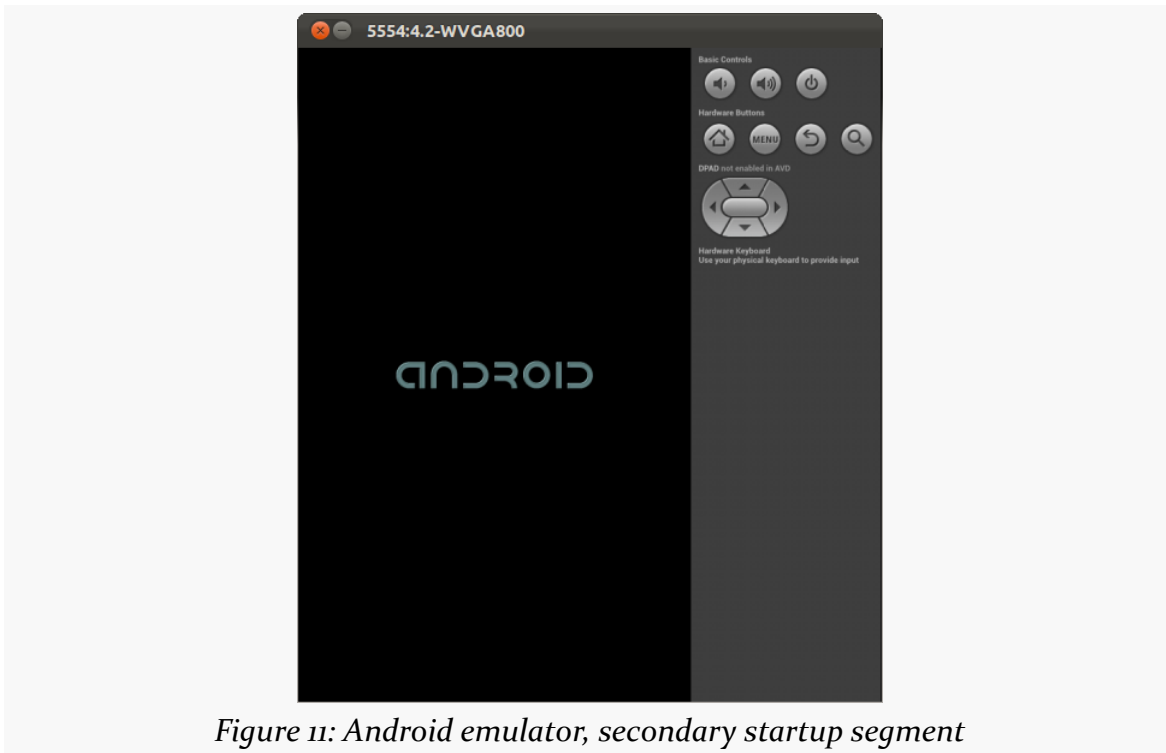 5554:4.2-WVGA800
Basic Controls
Hardware Buttons
MENU
DPAD not enabled in AVD
Hardware Keyboard
Use your physical keyboard to provide input
ANDROID
Figure 11: Android emulator, secondary startup segment